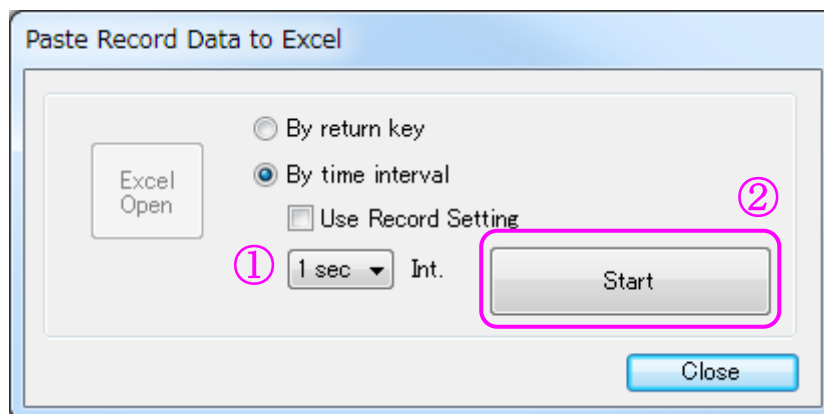 Paste Record Data to Excel
By return key
Excel
Open
By time interval
②
Use Record Setting
①
1 sec
Int.
Start
Close